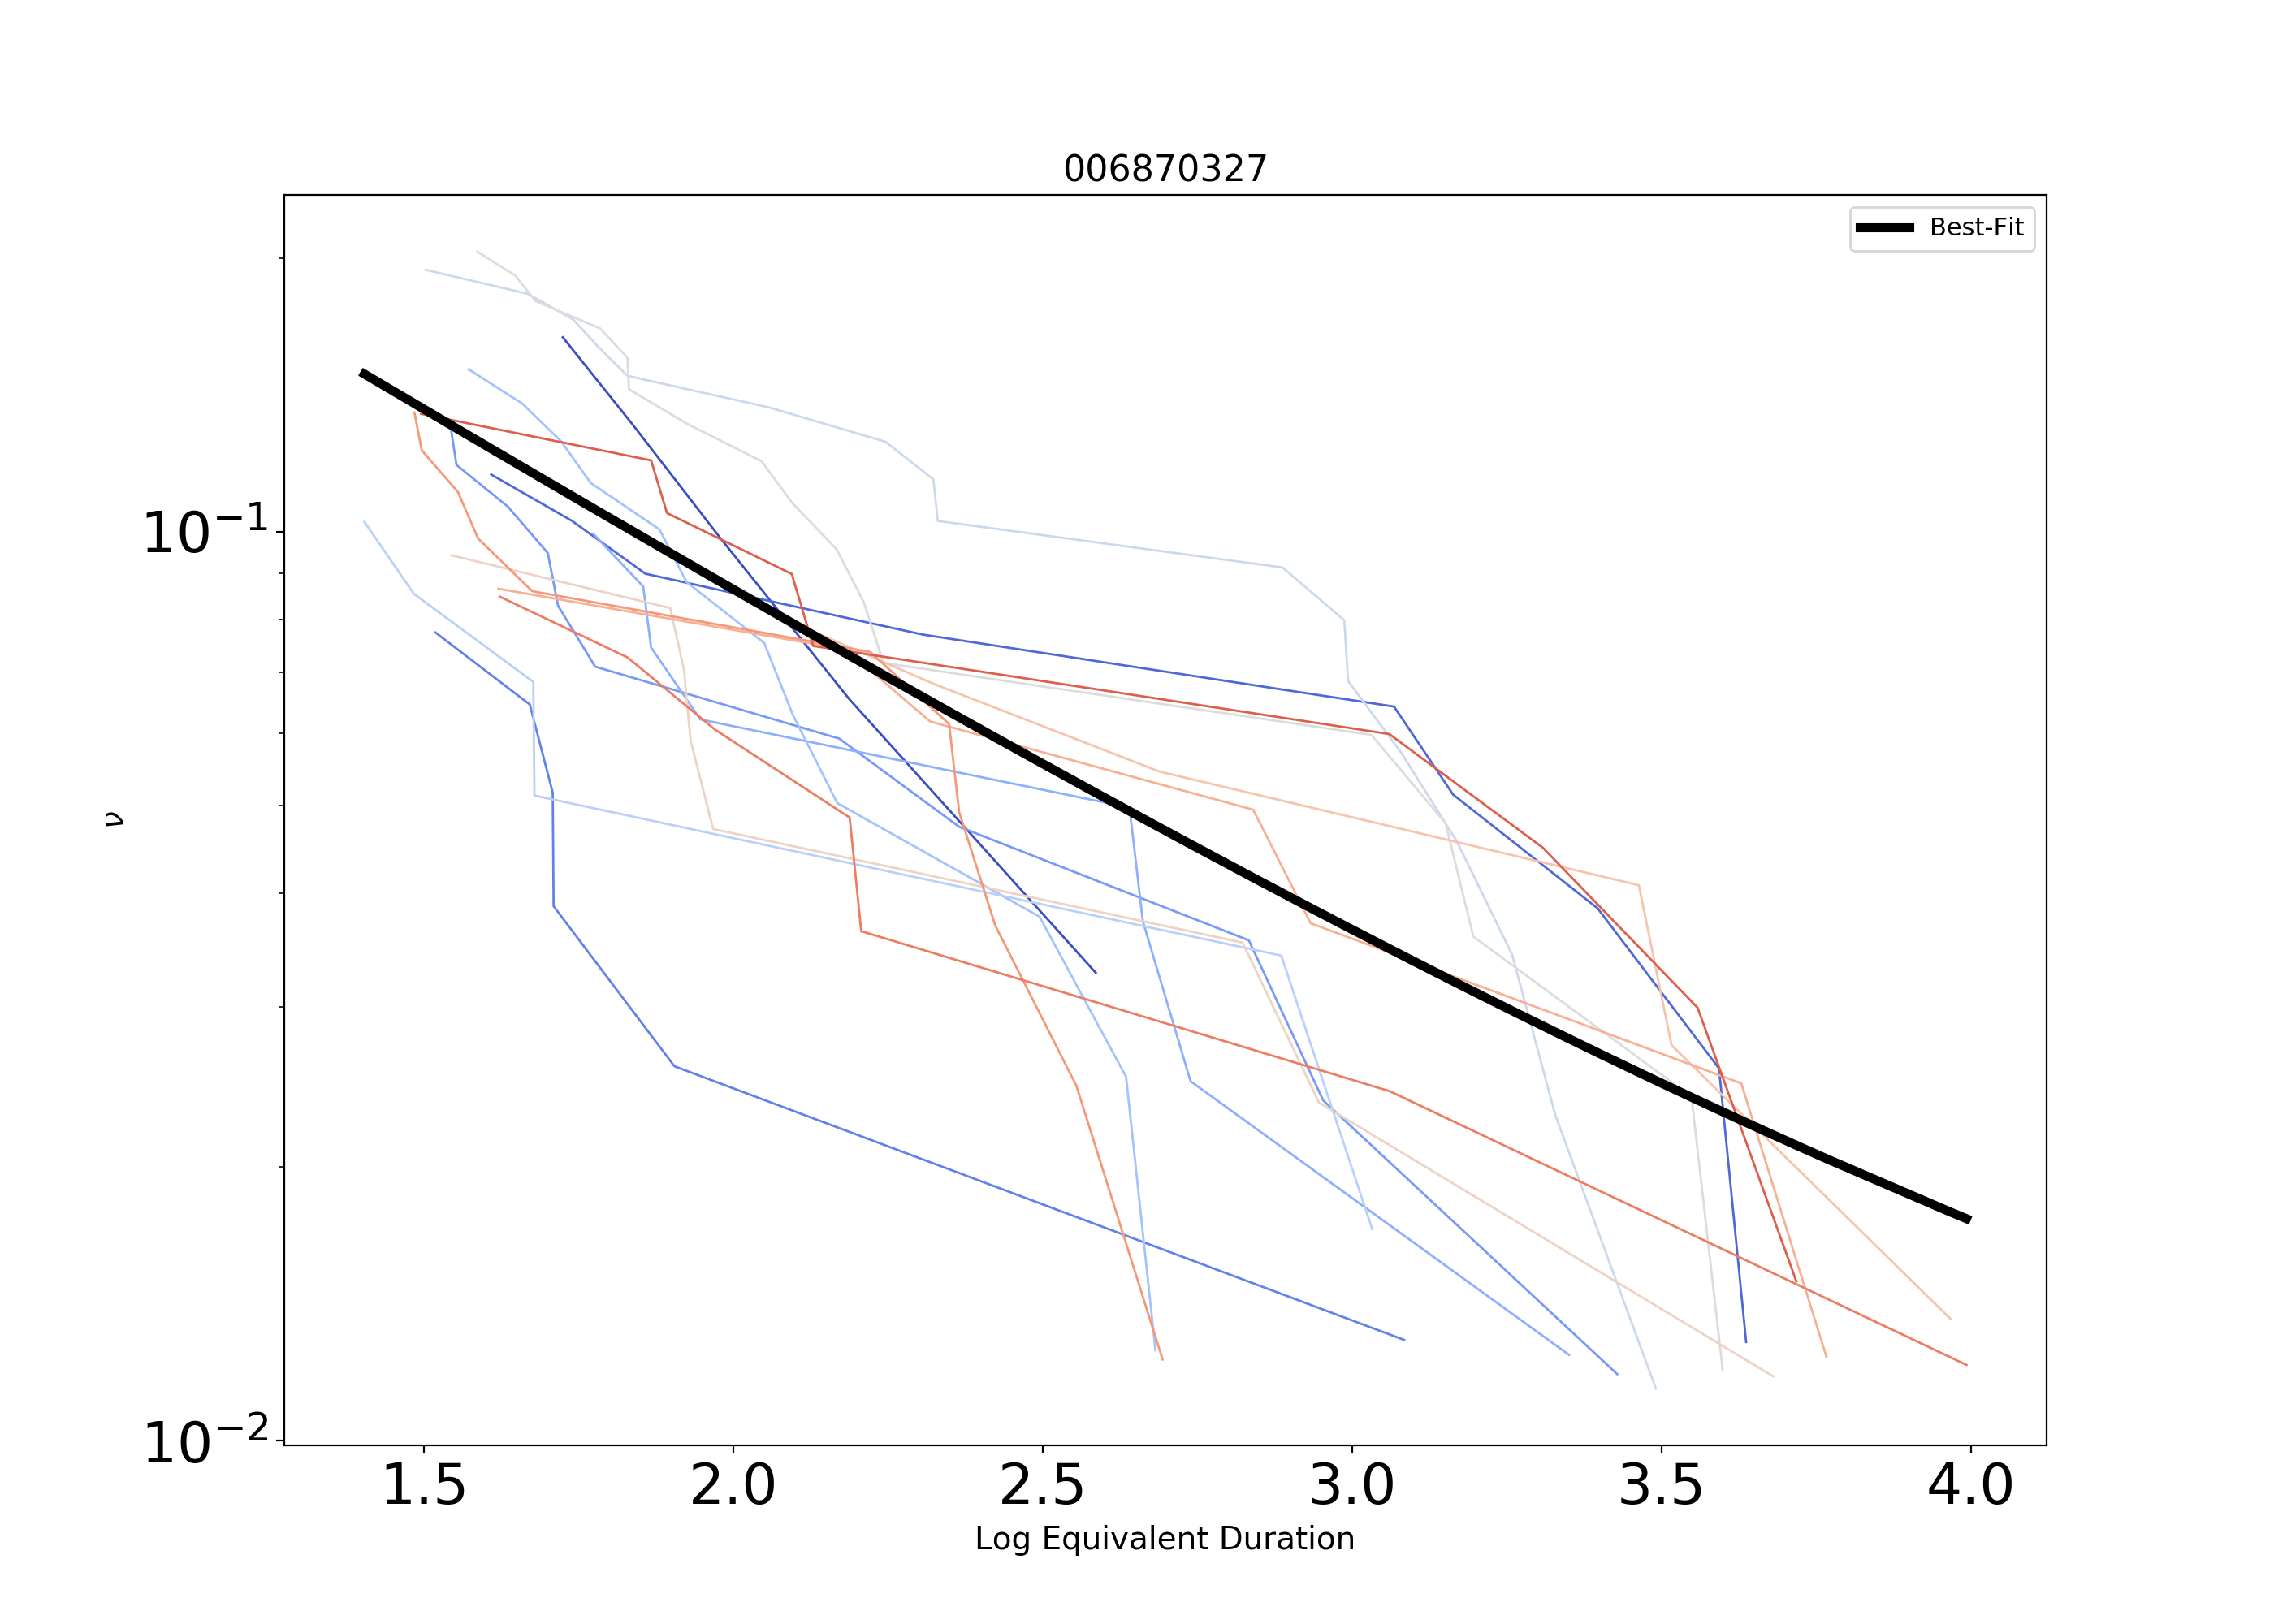 006870327
Best-Fit
10⁻¹
10⁻²
ν
1.5 2.0 2.5 3.0 3.5 4.0
Log Equivalent Duration